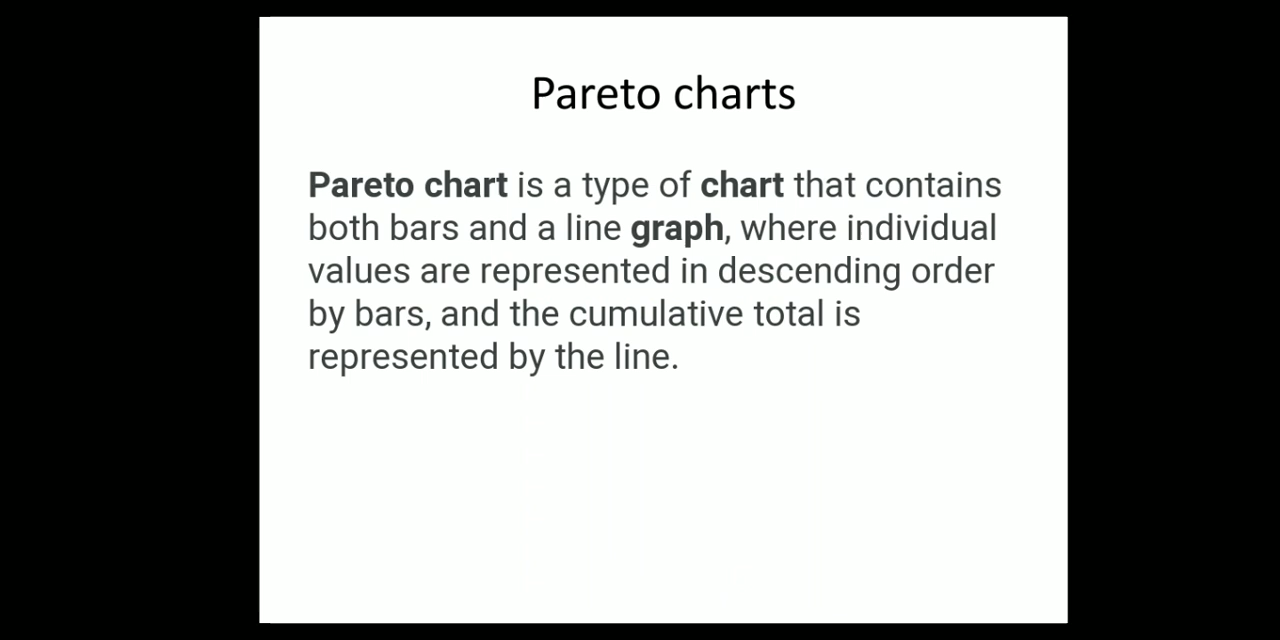 Pareto charts
Pareto chart is a type of chart that contains
both bars and a line graph, where individual
values are represented in descending order
by bars, and the cumulative total is
represented by the line.